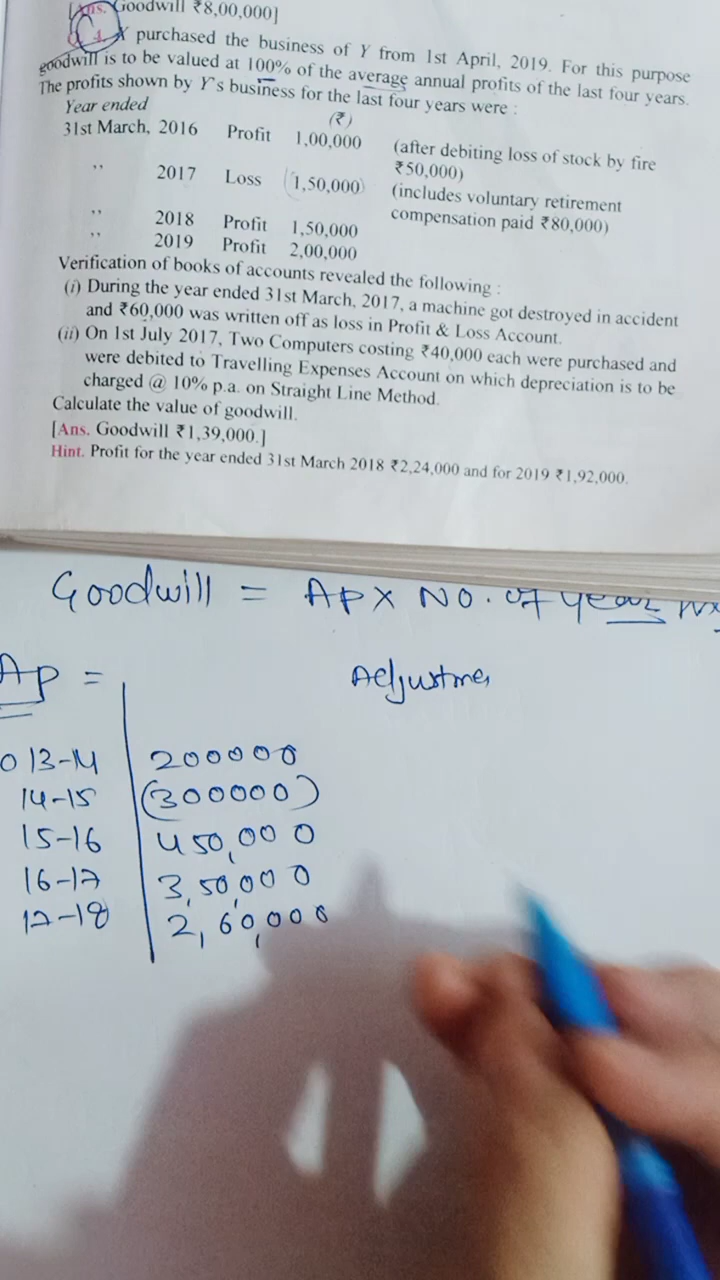 [Ans. Goodwill ₹8,00,000]
Q. 4. X purchased the business of Y from 1st April, 2019. For this purpose
goodwill is to be valued at 100% of the average annual profits of the last four years.
The profits shown by Y's business for the last four years were :
Year ended (₹)
31st March, 2016 Profit 1,00,000 (after debiting loss of stock by fire
₹50,000)
,, 2017 Loss (1,50,000) (includes voluntary retirement
compensation paid ₹80,000)
,, 2018 Profit 1,50,000
,, 2019 Profit 2,00,000
Verification of books of accounts revealed the following :
(i) During the year ended 31st March, 2017, a machine got destroyed in accident
and ₹60,000 was written off as loss in Profit & Loss Account.
(ii) On 1st July 2017, Two Computers costing ₹40,000 each were purchased and
were debited to Travelling Expenses Account on which depreciation is to be
charged @ 10% p.a. on Straight Line Method.
Calculate the value of goodwill.
[Ans. Goodwill ₹1,39,000.]
Hint. Profit for the year ended 31st March 2018 ₹2,24,000 and for 2019 ₹1,92,000.
Goodwill = AP X NO. of year
AP = Adjustme
013-14 200000
14-15 (300000)
15-16 450,000
16-17 3,50,000
17-18 2,60,000